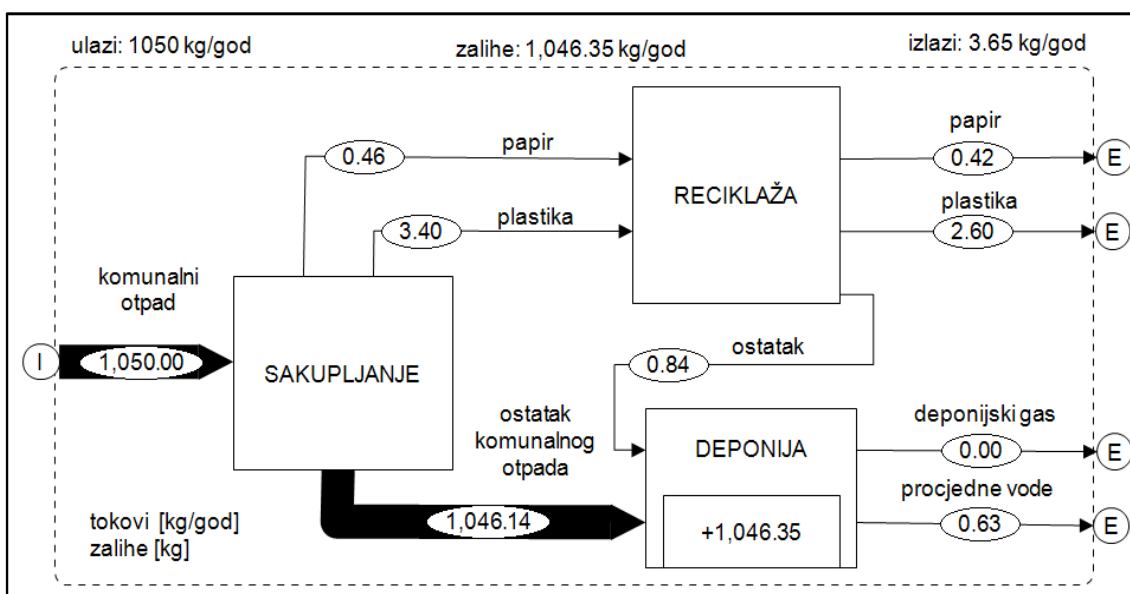 ulazi: 1050 kg/god
zalihe: 1,046.35 kg/god
izlazi: 3.65 kg/god
papir
0.46
papir
0.42
E
RECIKLAŽA
plastika
3.40
plastika
2.60
E
komunalni
otpad
I
1,050.00
SAKUPLJANJE
ostatak
0.84
ostatak
komunalnog
otpada
DEPONIJA
deponijski gas
0.00
E
procjedne vode
0.63
E
1,046.14
+1,046.35
tokovi [kg/god]
zalihe [kg]